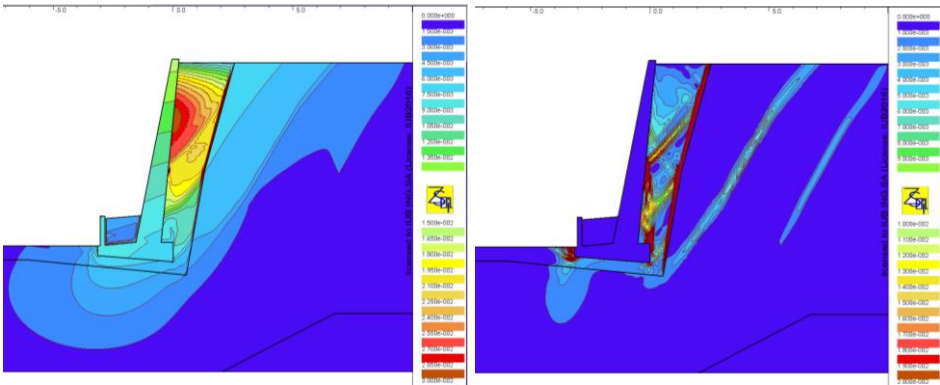 -5.0 0.0 5.0
0.000e+000
1.500e-003
3.000e-003
4.500e-003
6.000e-003
7.500e-003
9.000e-003
1.050e-002
1.200e-002
1.350e-002
1.500e-002
1.650e-002
1.800e-002
1.950e-002
2.100e-002
2.250e-002
2.400e-002
2.550e-002
2.700e-002
2.850e-002
3.000e-002
-5.0 0.0 5.0
0.000e+000
1.000e-003
2.000e-003
3.000e-003
4.000e-003
5.000e-003
6.000e-003
7.000e-003
8.000e-003
9.000e-003
1.000e-002
1.100e-002
1.200e-002
1.300e-002
1.400e-002
1.500e-002
1.600e-002
1.700e-002
1.800e-002
1.900e-002
2.000e-002